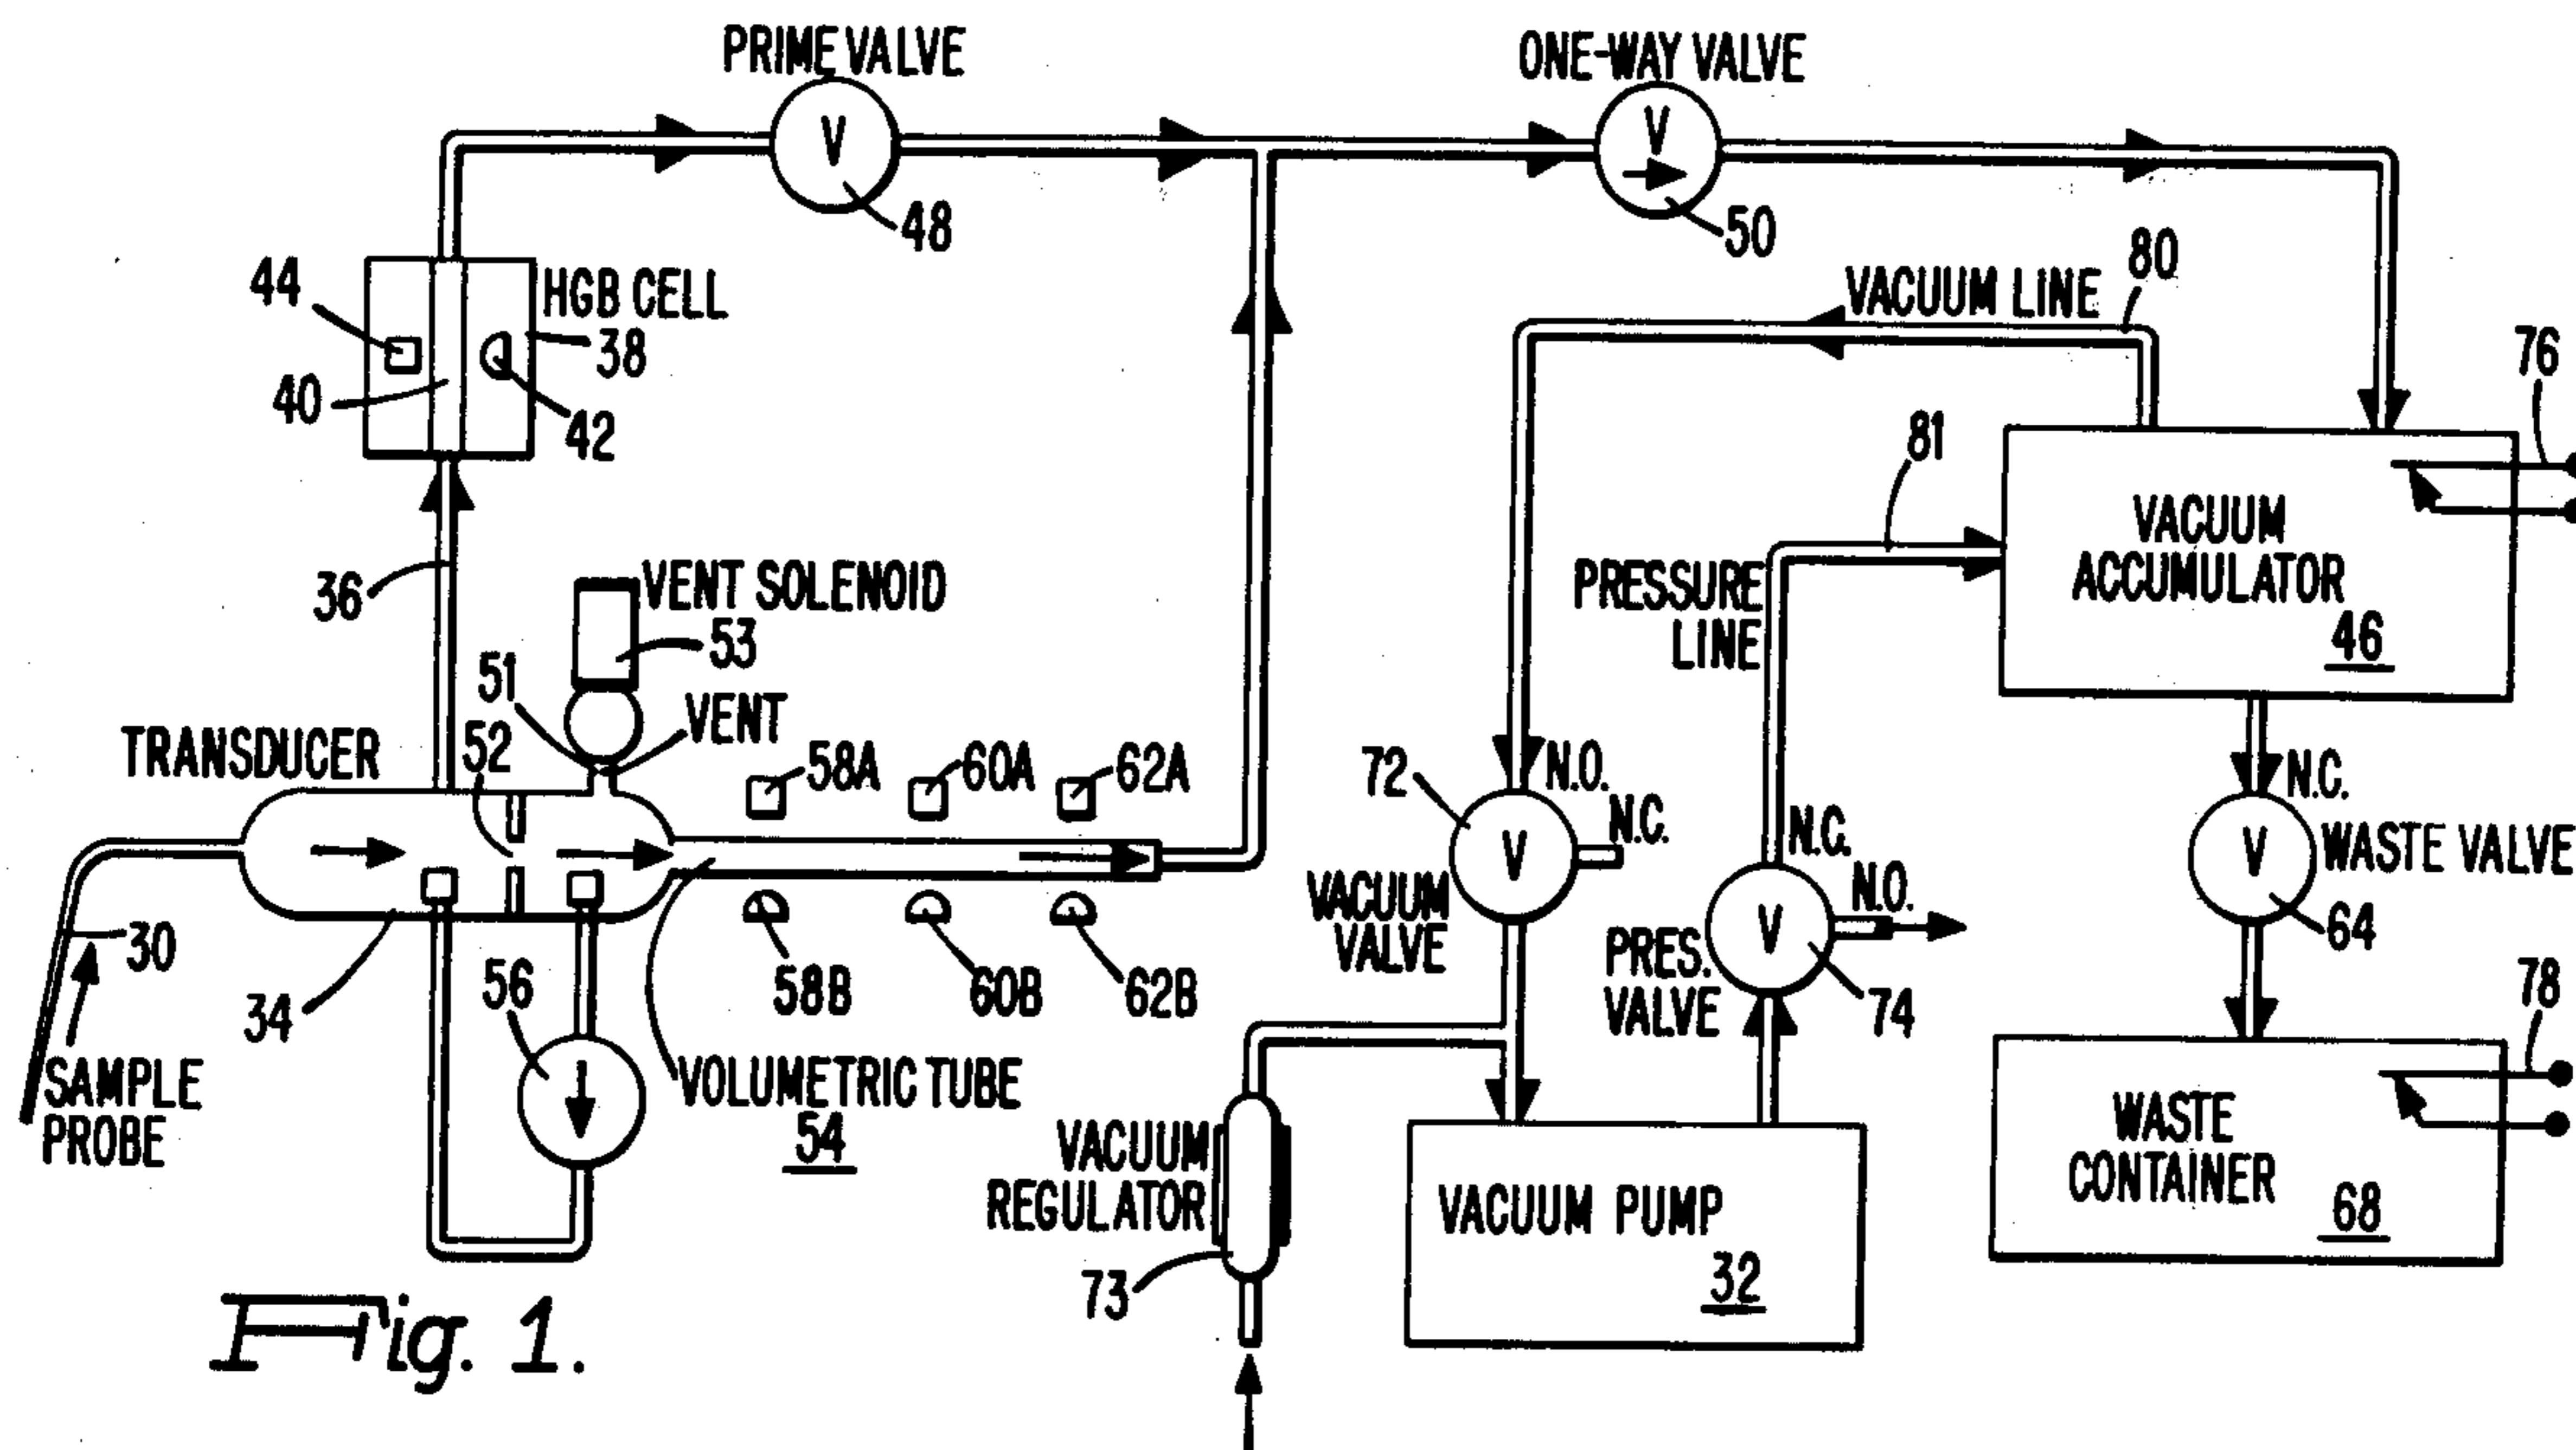 PRIME VALVE
V
48
ONE-WAY VALVE
V
50
44
HGB CELL
38
40
42
VACUUM LINE
80
76
81
36
VENT SOLENOID
53
PRESSURE
LINE
VACUUM
ACCUMULATOR
46
51
VENT
TRANSDUCER
52
58A
60A
62A
72
N.O.
N.C.
V
VACUUM
VALVE
N.C.
N.O.
PRES.
VALVE
V
74
N.C.
V
WASTE VALVE
64
30
SAMPLE
PROBE
34
56
58B
60B
62B
VOLUMETRIC TUBE
54
78
VACUUM
REGULATOR
73
VACUUM PUMP
32
WASTE
CONTAINER
68
Fig. 1.